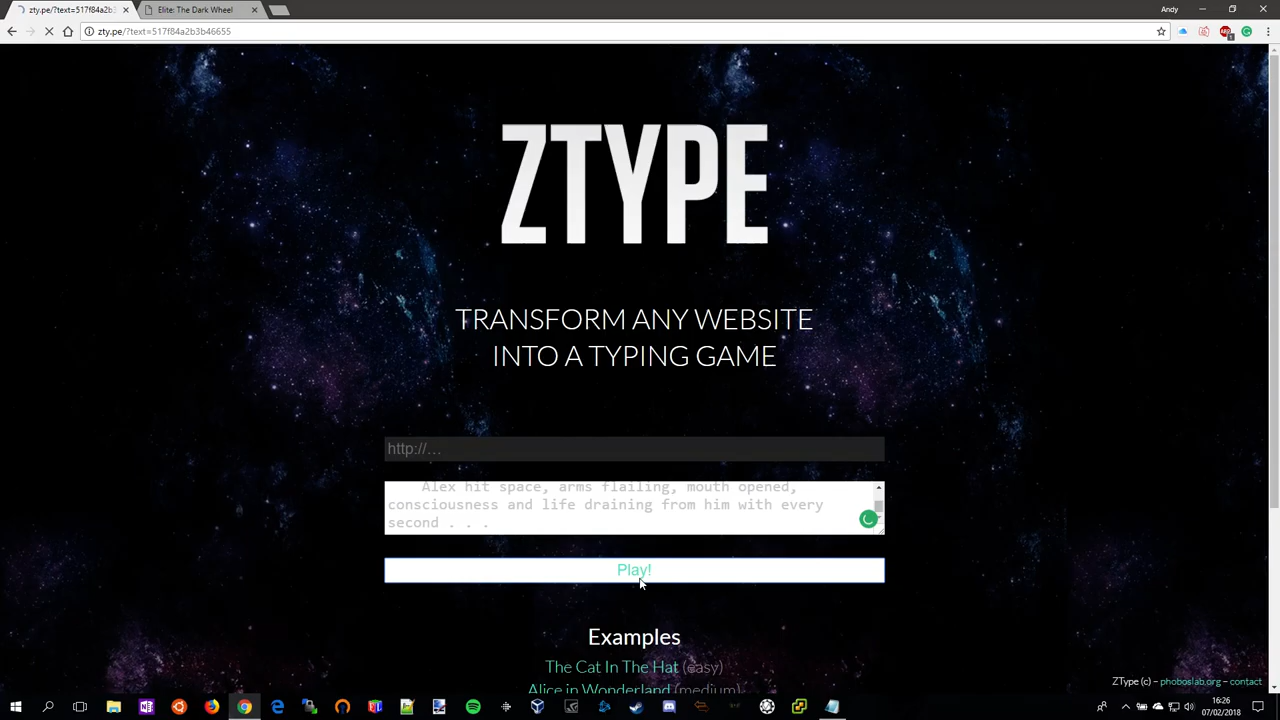 zty.pe/?text=517f84a2b3
Elite: The Dark Wheel
Andy
zty.pe/?text=517f84a2b3b46655
ZTYPE
TRANSFORM ANY WEBSITE
INTO A TYPING GAME
http://...
Alex hit space, arms flailing, mouth opened,
consciousness and life draining from him with every
second . . .
Play!
Examples
The Cat In The Hat (easy)
Alice in Wonderland (medium)
ZType (c) – phoboslab.org – contact
16:26
07/02/2018